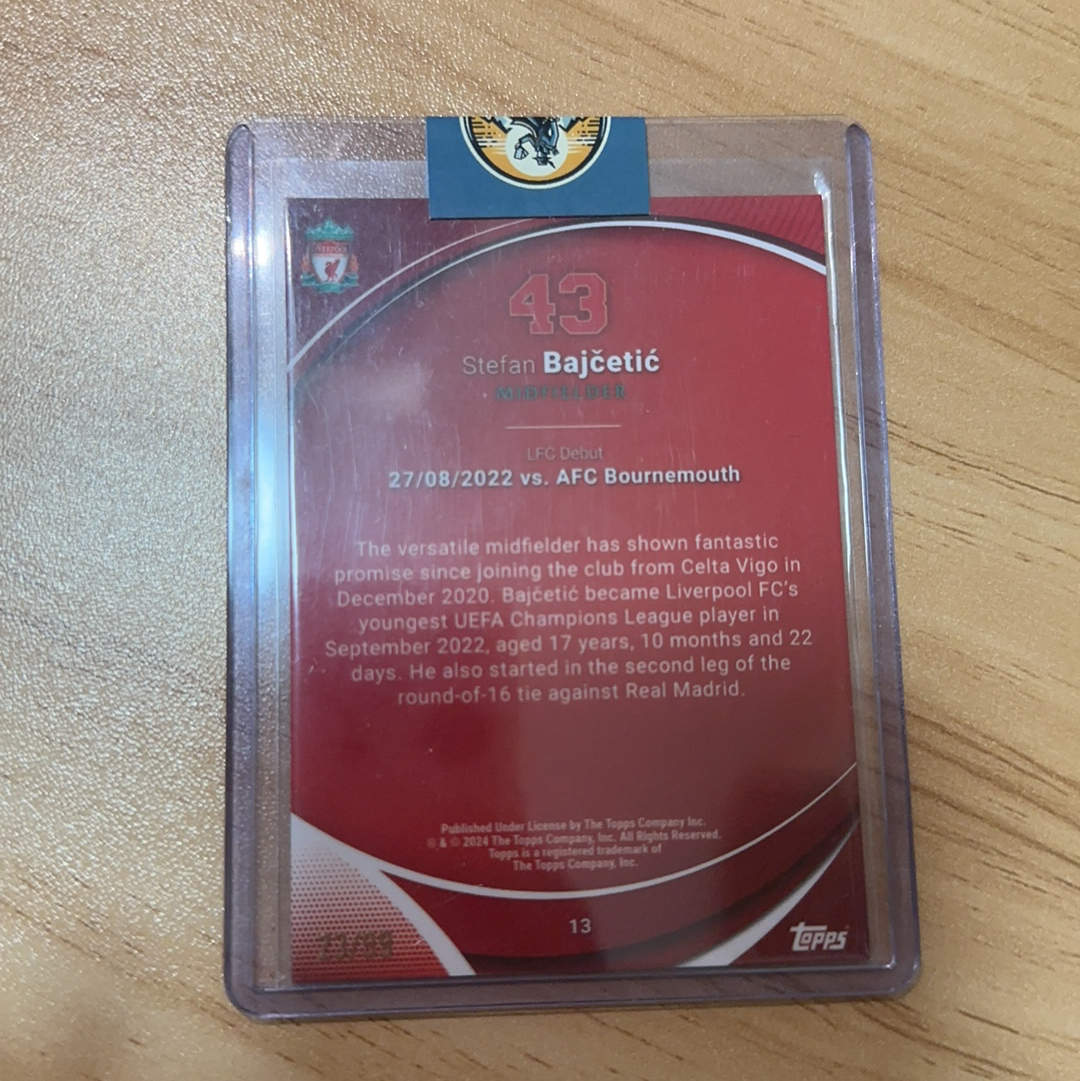 43
Stefan Bajčetić
MIDFIELDER
LFC Debut
27/08/2022 vs. AFC Bournemouth
The versatile midfielder has shown fantastic
promise since joining the club from Celta Vigo in
December 2020. Bajčetić became Liverpool FC's
youngest UEFA Champions League player in
September 2022, aged 17 years, 10 months and 22
days. He also started in the second leg of the
round-of-16 tie against Real Madrid.
Published Under License by The Topps Company Inc.
® & © 2024 The Topps Company, Inc. All Rights Reserved.
Topps is a registered trademark of
The Topps Company, Inc.
13
topps